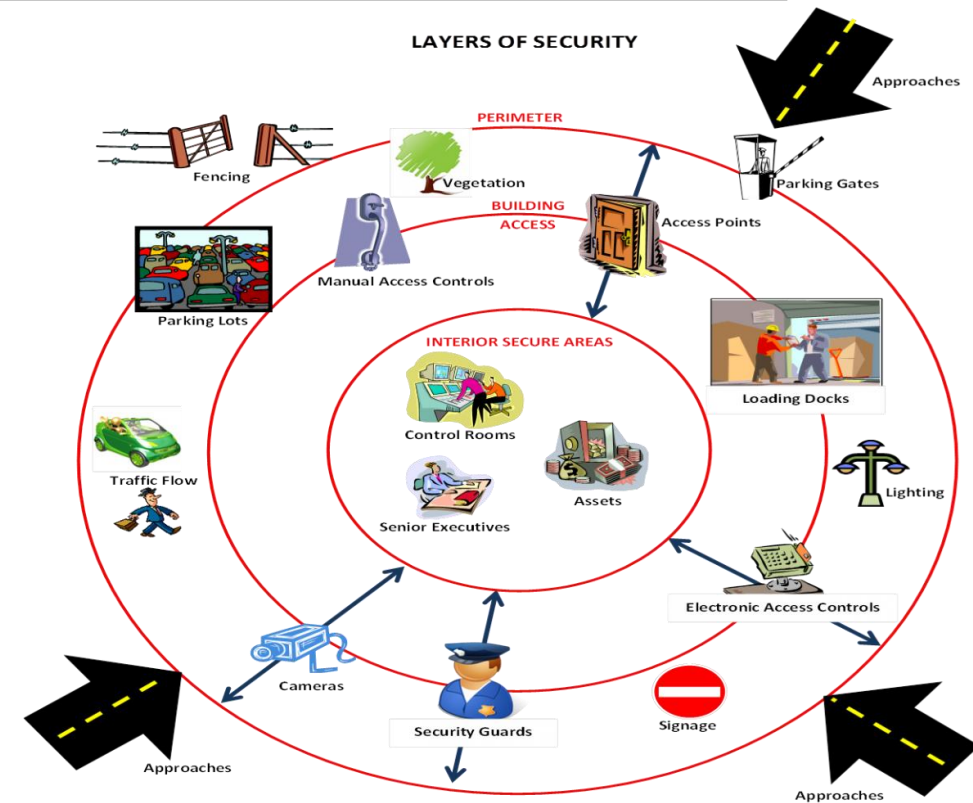 LAYERS OF SECURITY
Approaches
PERIMETER
Fencing
Vegetation
Parking Gates
BUILDING
ACCESS
Access Points
Manual Access Controls
Parking Lots
INTERIOR SECURE AREAS
Loading Docks
Control Rooms
Traffic Flow
Lighting
Assets
Senior Executives
Electronic Access Controls
Cameras
Security Guards
Signage
Approaches
Approaches